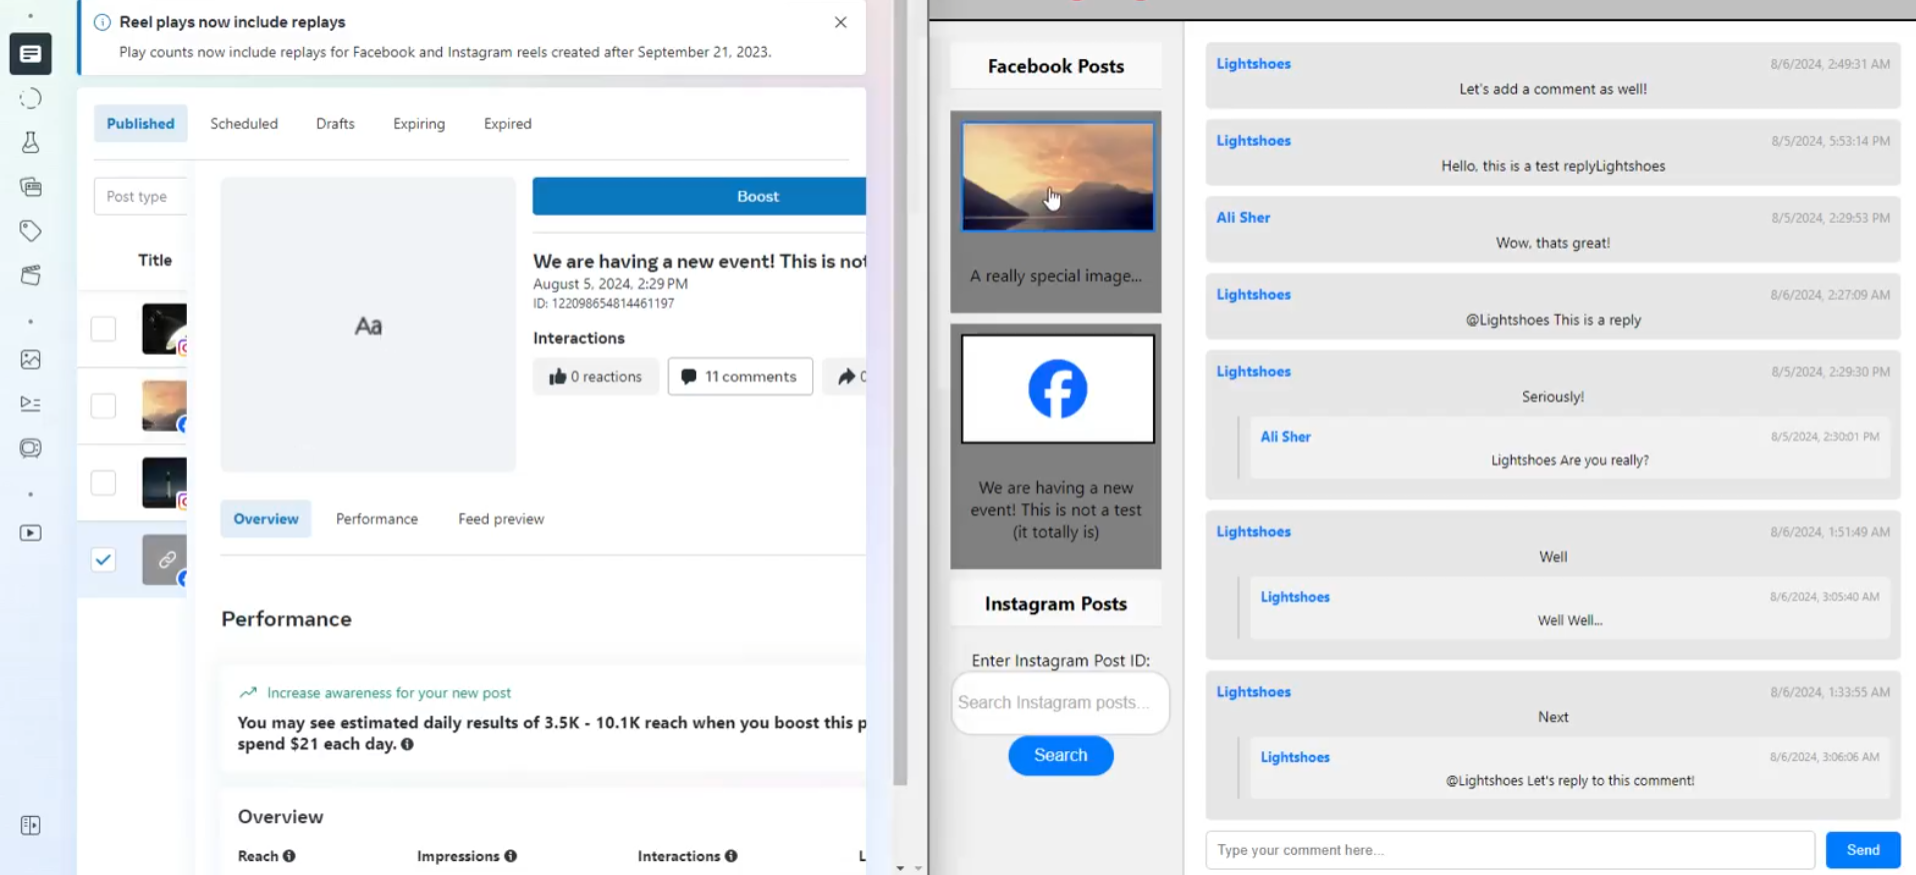 Reel plays now include replays
Play counts now include replays for Facebook and Instagram reels created after September 21, 2023.
Published
Scheduled
Drafts
Expiring
Expired
Post type
Title
Aa
Boost
We are having a new event! This is not
August 5, 2024, 2:29 PM
ID: 122098654814461197
Interactions
0 reactions
11 comments
0
Overview
Performance
Feed preview
Performance
Increase awareness for your new post
You may see estimated daily results of 3.5K - 10.1K reach when you boost this p
spend $21 each day.
Overview
Reach
Impressions
Interactions
L
Facebook Posts
A really special image...
We are having a new
event! This is not a test
(it totally is)
Instagram Posts
Enter Instagram Post ID:
Search Instagram posts...
Search
Lightshoes
8/6/2024, 2:49:31 AM
Let's add a comment as well!
Lightshoes
8/5/2024, 5:53:14 PM
Hello, this is a test replyLightshoes
Ali Sher
8/5/2024, 2:29:53 PM
Wow, thats great!
Lightshoes
8/6/2024, 2:27:09 AM
@Lightshoes This is a reply
Lightshoes
8/5/2024, 2:29:30 PM
Seriously!
Ali Sher
8/5/2024, 2:30:01 PM
Lightshoes Are you really?
Lightshoes
8/6/2024, 1:51:49 AM
Well
Lightshoes
8/6/2024, 3:05:40 AM
Well Well...
Lightshoes
8/6/2024, 1:33:55 AM
Next
Lightshoes
8/6/2024, 3:06:06 AM
@Lightshoes Let's reply to this comment!
Type your comment here...
Send